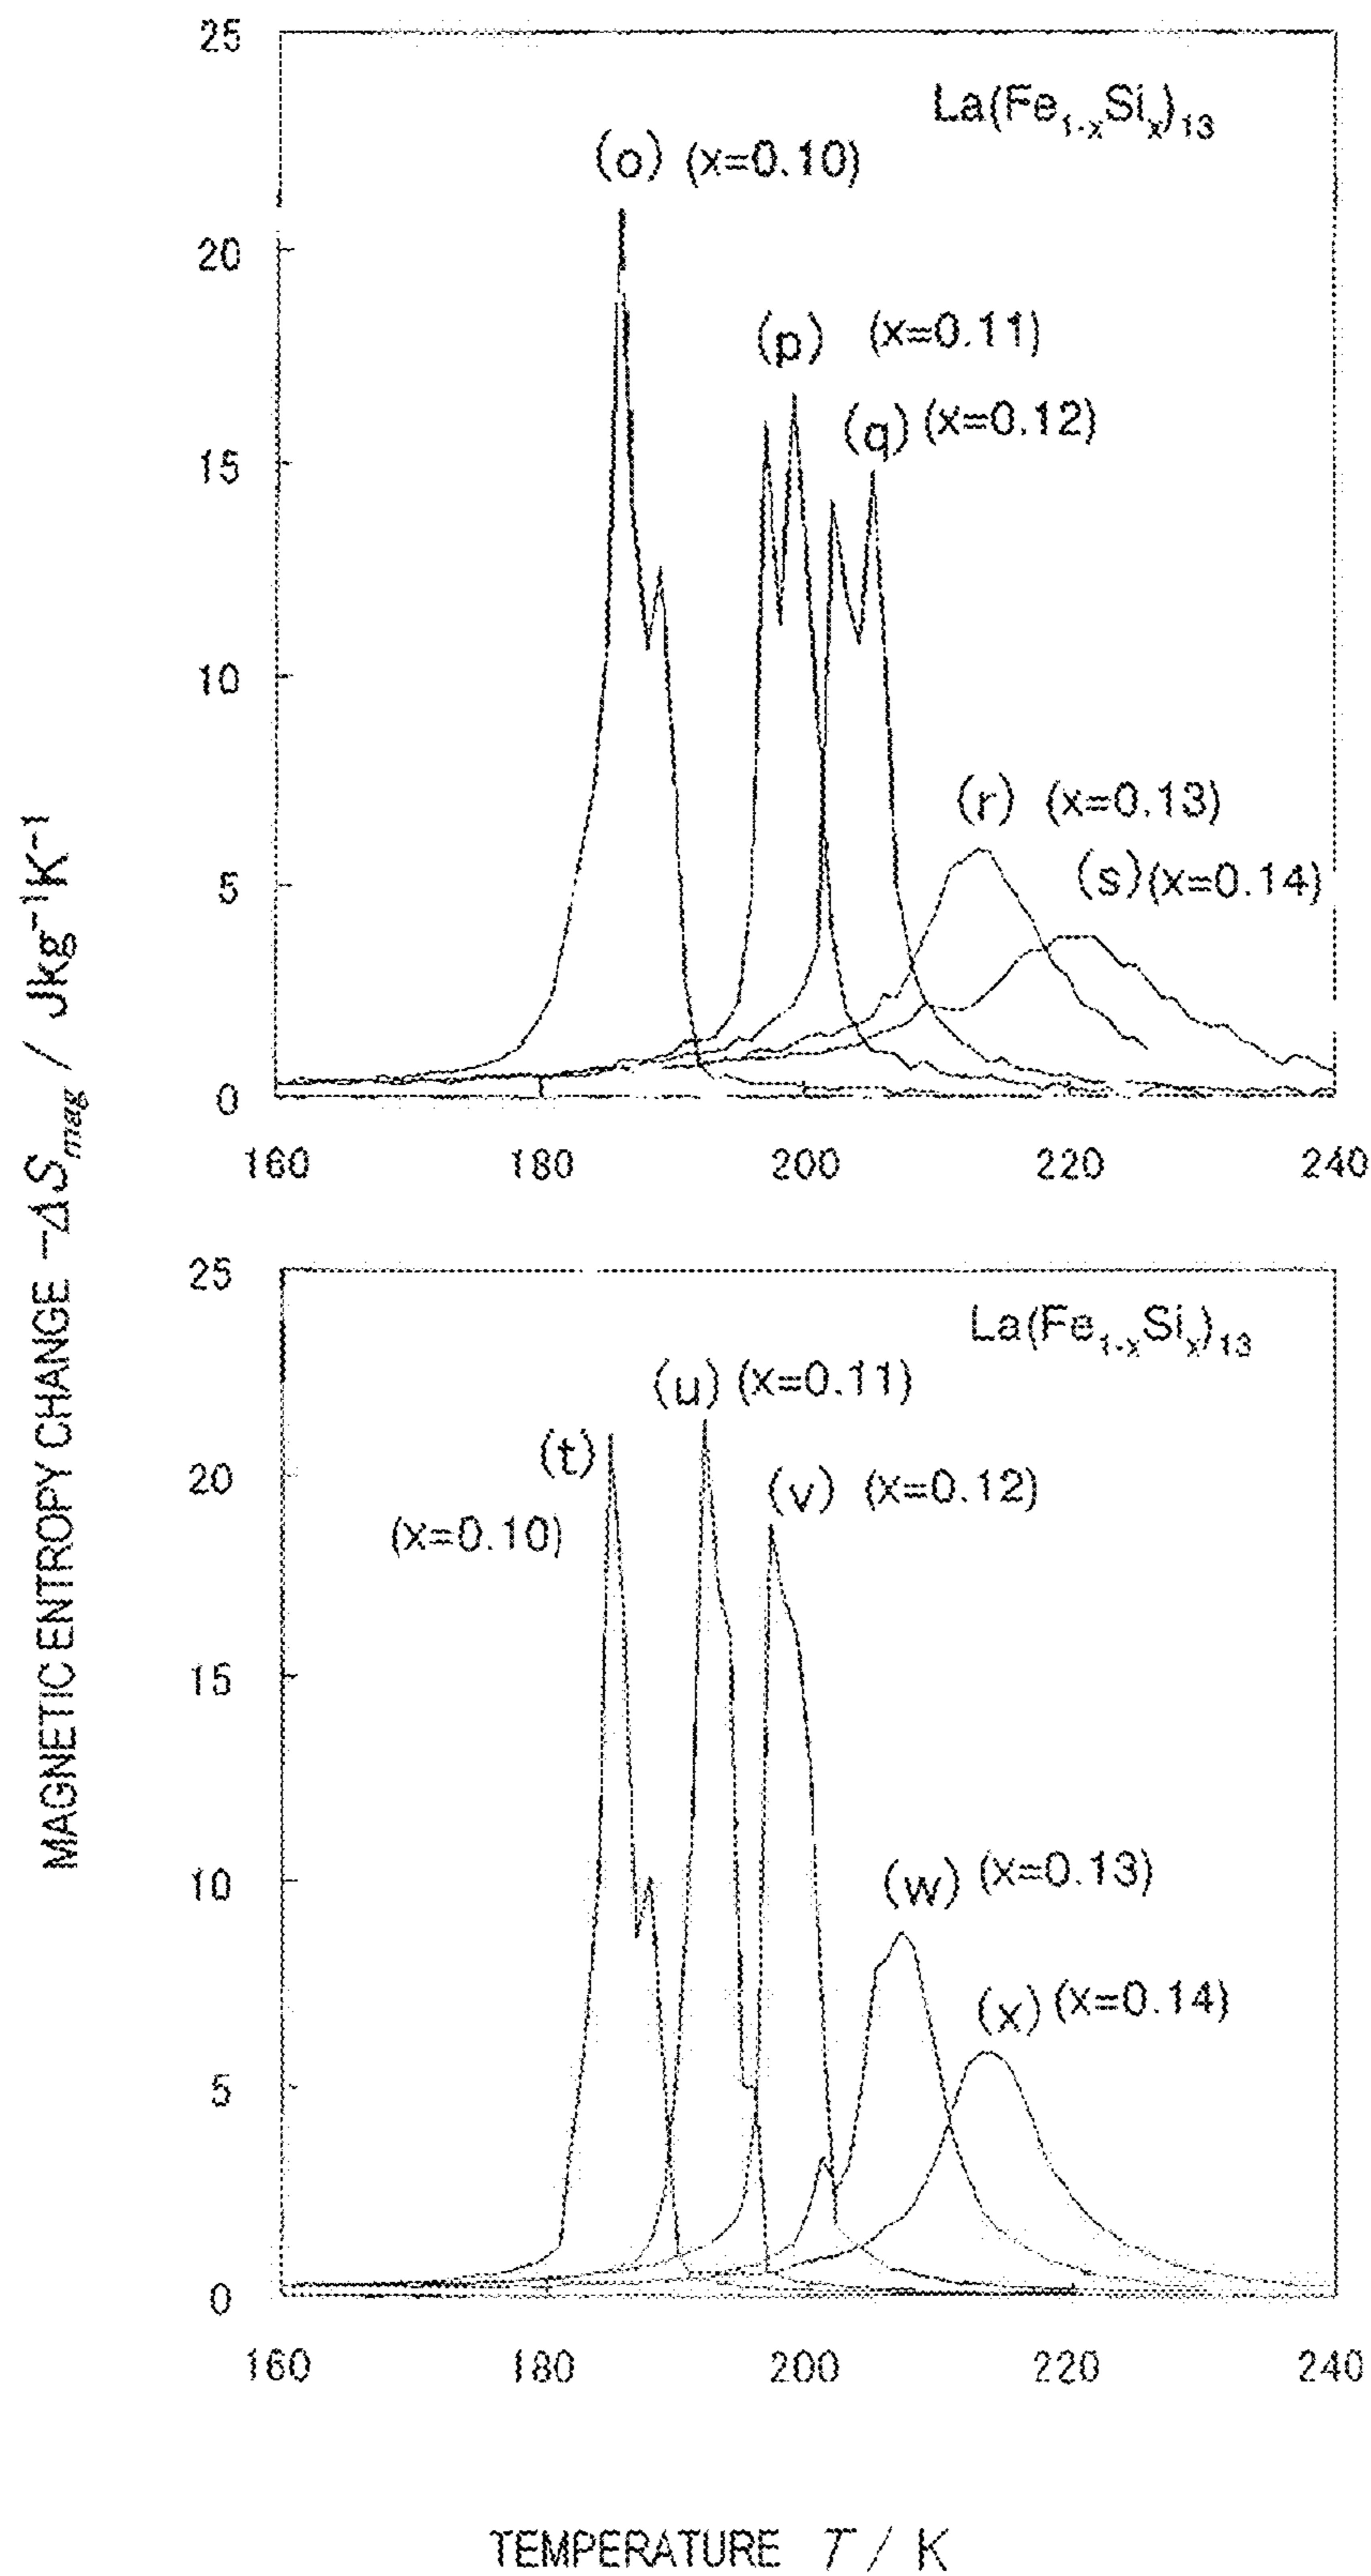 25
La(Fe1-xSix)13
(o) (x=0.10)
20
(p) (x=0.11)
(q) (x=0.12)
15
10
(r) (x=0.13)
(s) (x=0.14)
5
0
160 180 200 220 240
MAGNETIC ENTROPY CHANGE -ΔSmag / Jkg-1K-1
25
La(Fe1-xSix)13
(u) (x=0.11)
(t)
20
(v) (x=0.12)
(x=0.10)
15
10
(w) (x=0.13)
(x) (x=0.14)
5
0
160 180 200 220 240
TEMPERATURE T / K